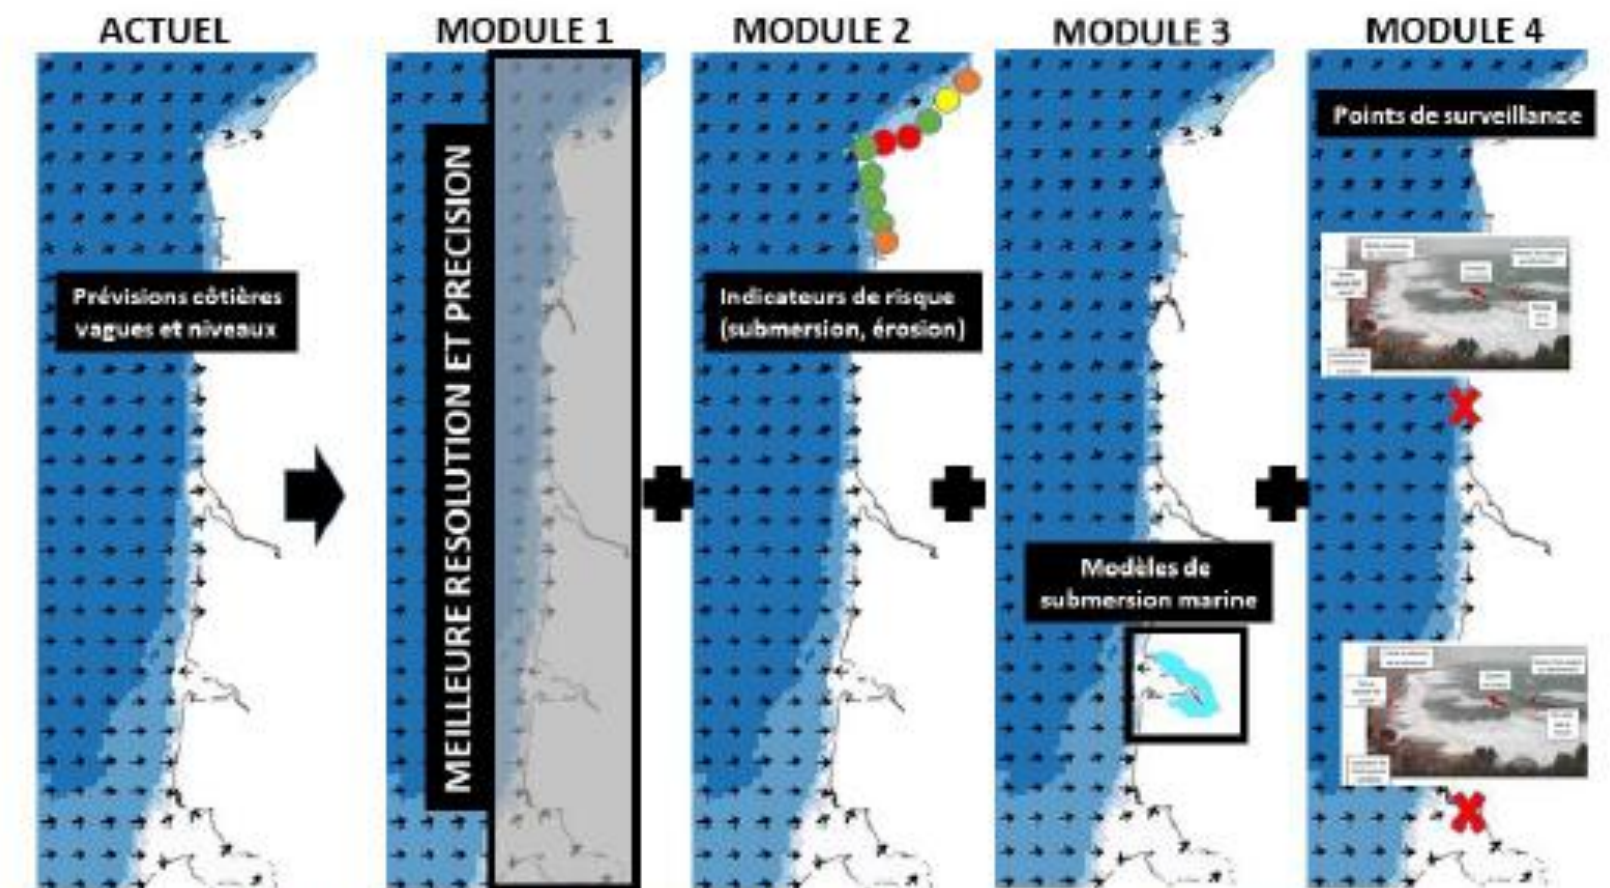 ACTUEL
MODULE 1
MODULE 2
MODULE 3
MODULE 4
Prévisions côtières
vagues et niveaux
MEILLEURE RESOLUTION ET PRECISION
Indicateurs de risque
(submersion, érosion)
Modèles de
submersion marine
Points de surveillance